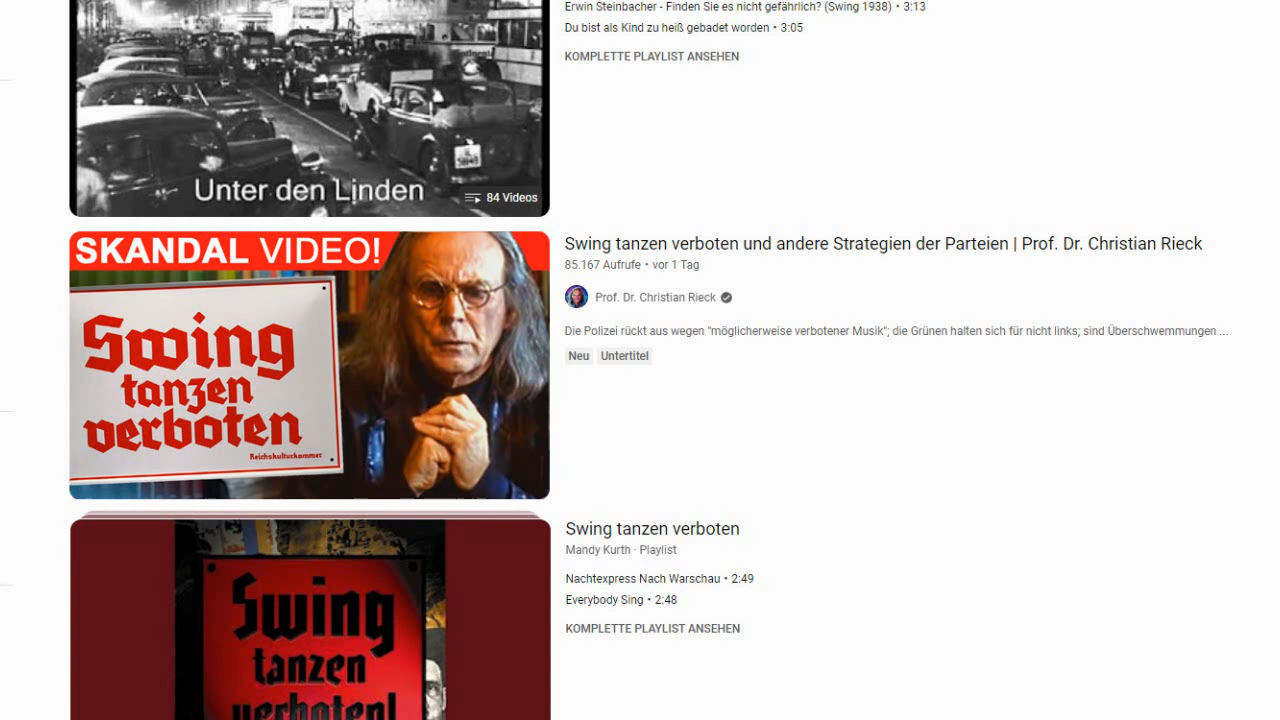 Erwin Steinbacher - Finden Sie es nicht gefährlich? (Swing 1938) • 3:13
Du bist als Kind zu heiß gebadet worden • 3:05
KOMPLETTE PLAYLIST ANSEHEN
Unter den Linden
84 Videos
SKANDAL VIDEO!
Swing
tanzen
verboten
Reichskulturkammer
Swing tanzen verboten und andere Strategien der Parteien | Prof. Dr. Christian Rieck
85.167 Aufrufe • vor 1 Tag
Prof. Dr. Christian Rieck
Die Polizei rückt aus wegen "möglicherweise verbotener Musik"; die Grünen halten sich für nicht links; sind Überschwemmungen ...
Neu Untertitel
Swing
tanzen
verboten!
Swing tanzen verboten
Mandy Kurth · Playlist
Nachtexpress Nach Warschau • 2:49
Everybody Sing • 2:48
KOMPLETTE PLAYLIST ANSEHEN